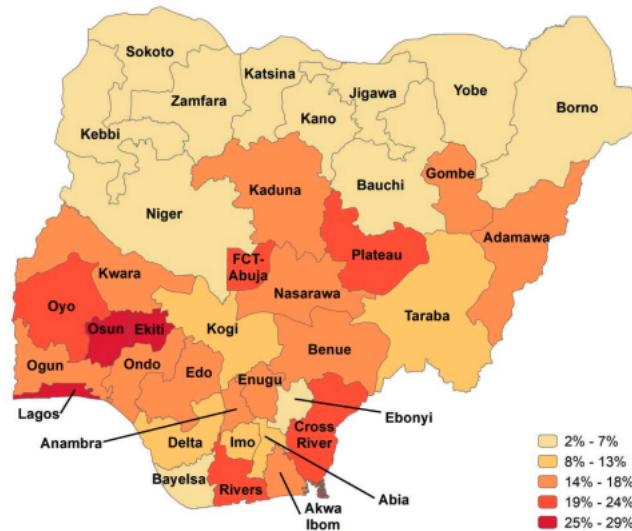 Sokoto
Katsina
Jigawa
Yobe
Borno
Zamfara
Kano
Kebbi
Gombe
Kaduna
Bauchi
Niger
Adamawa
FCT-
Abuja
Plateau
Kwara
Nasarawa
Oyo
Taraba
Osun
Ekiti
Kogi
Benue
Ogun
Ondo
Edo
Enugu
Lagos
Ebonyi
Anambra
Cross
River
Delta
Imo
Bayelsa
Rivers
Abia
Akwa
Ibom
2% - 7%
8% - 13%
14% - 18%
19% - 24%
25% - 29%